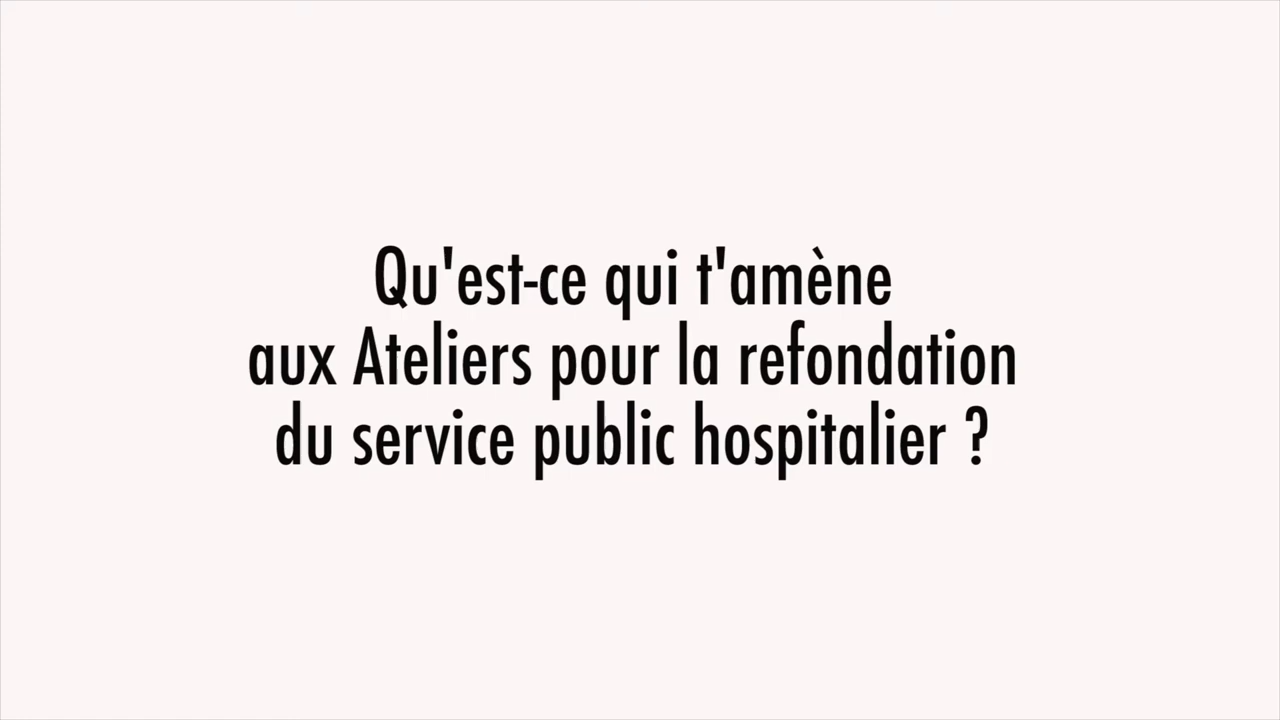 Qu'est-ce qui t'amène
aux Ateliers pour la refondation
du service public hospitalier ?